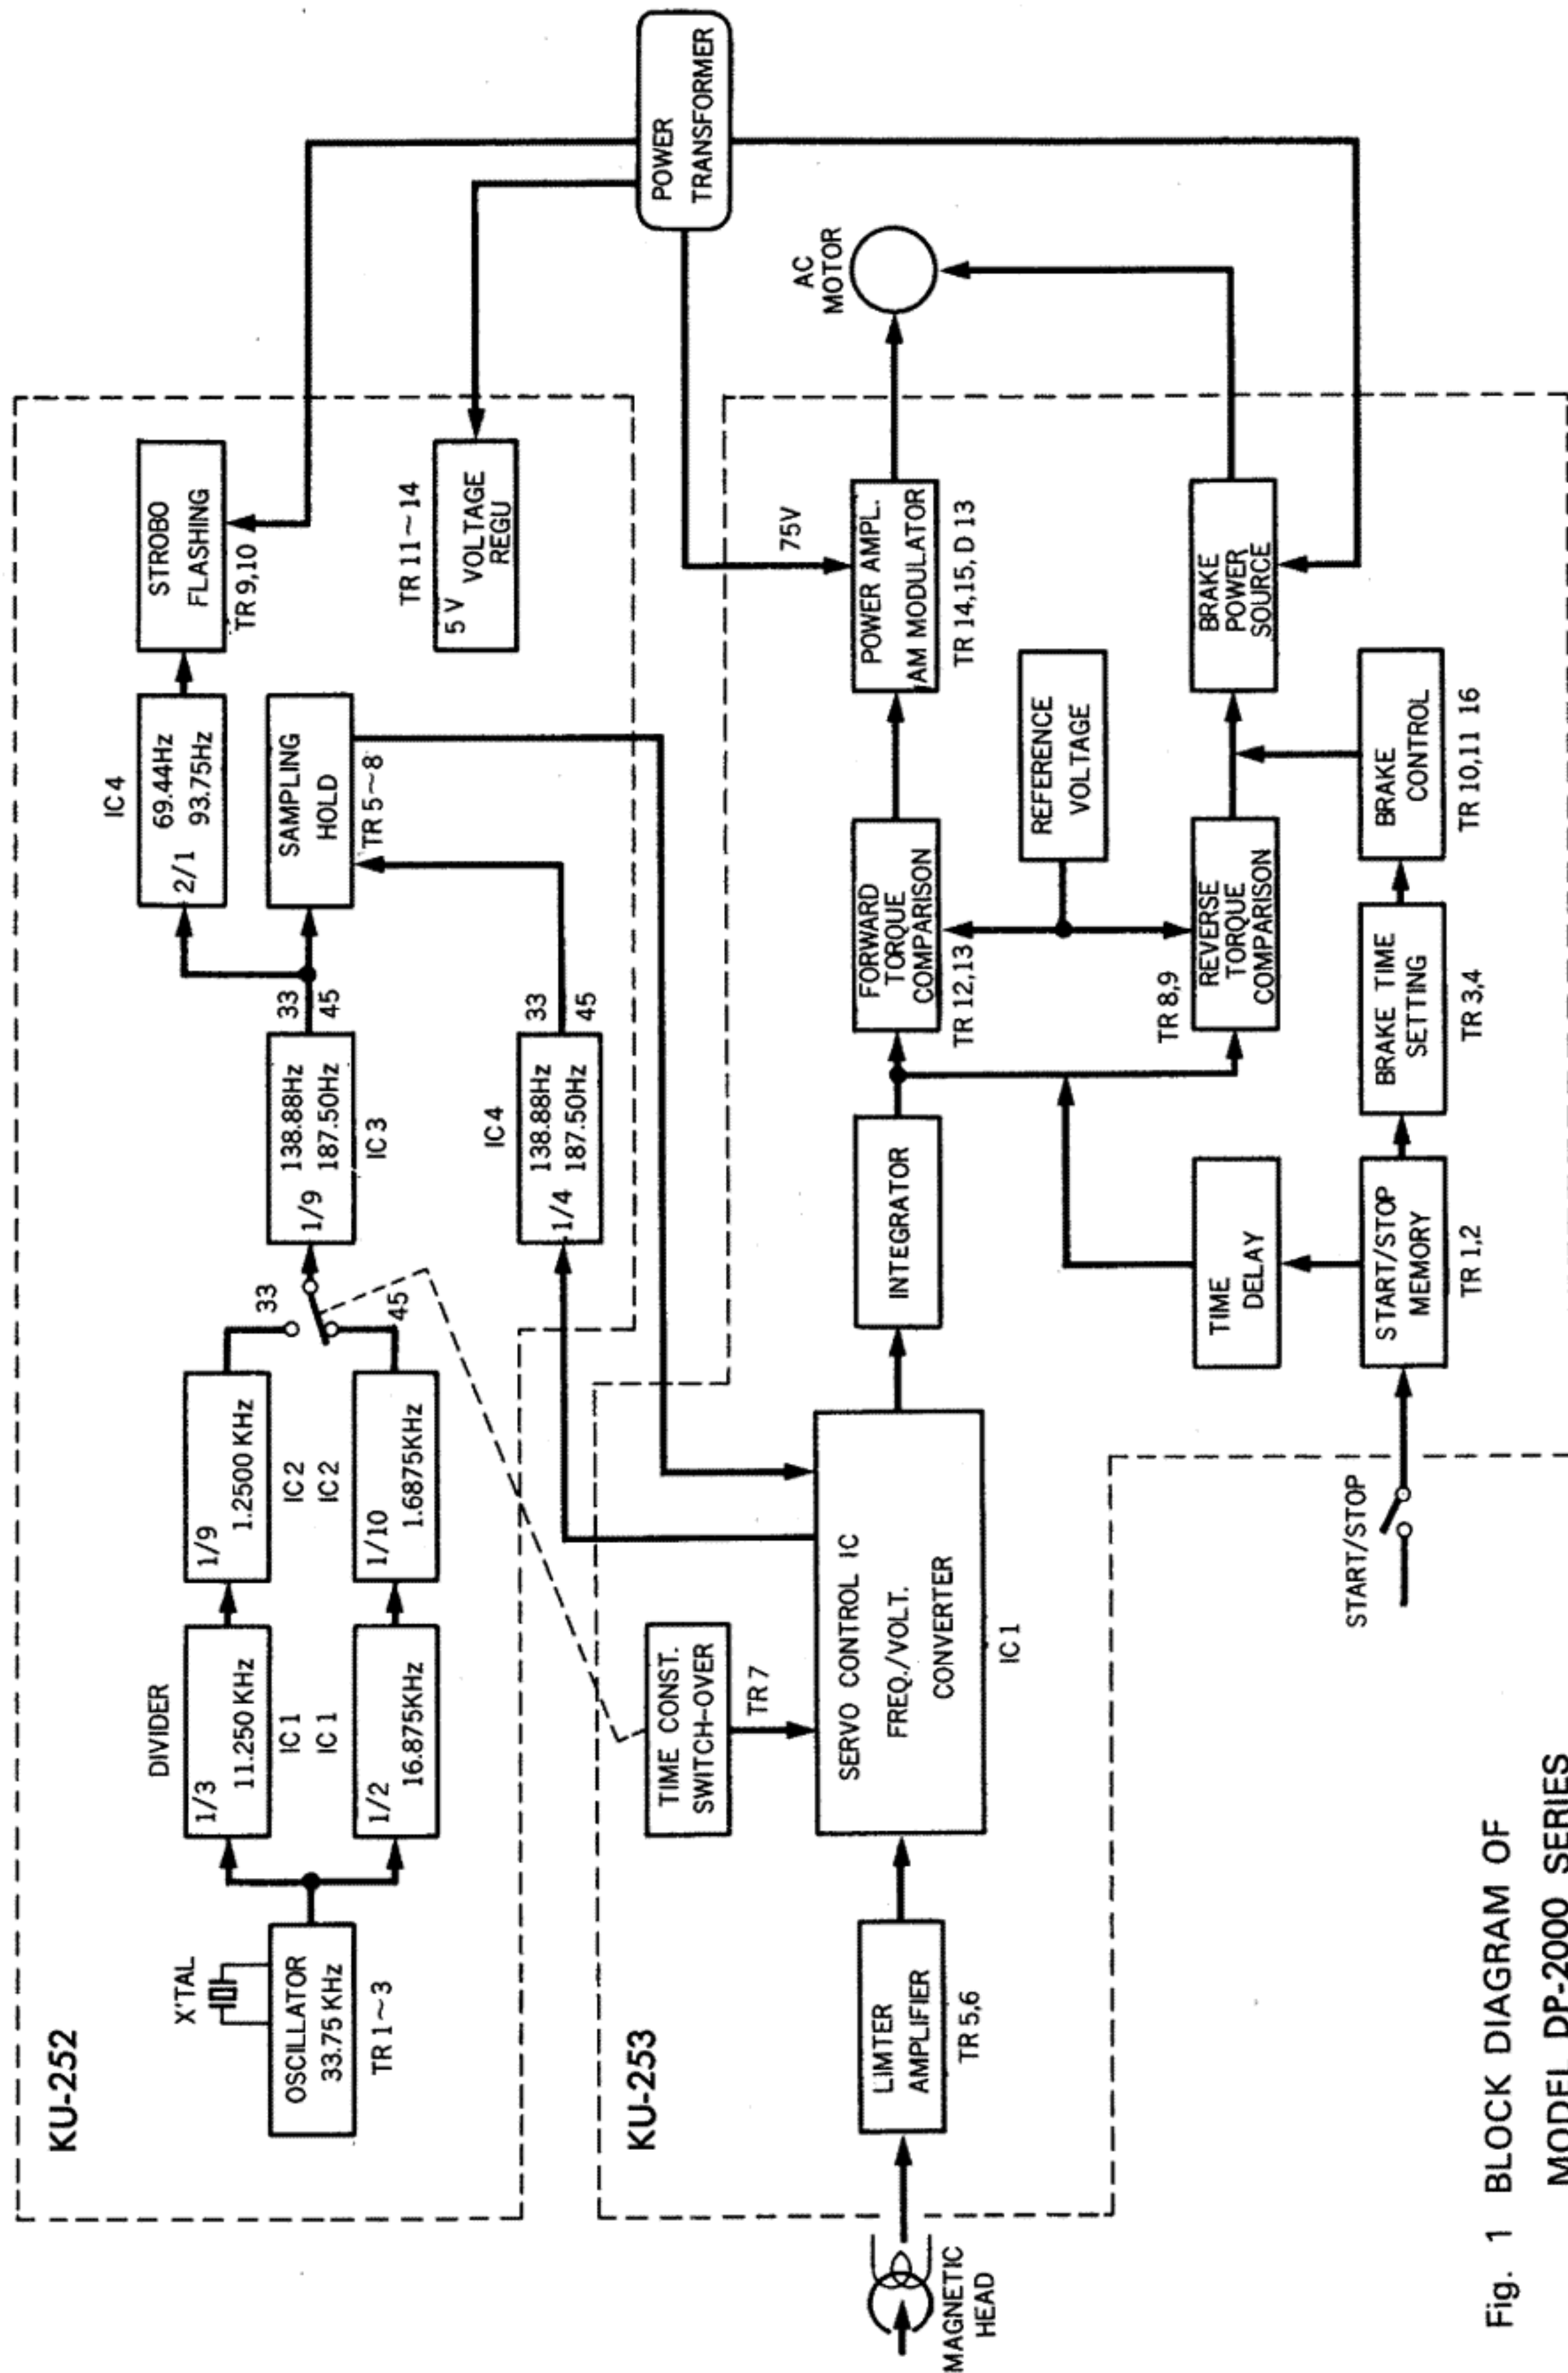 KU-252
X'TAL
OSCILLATOR
33.75 KHz
TR 1~3
DIVIDER
1/3
11.250 KHz
IC 1
IC 1
1/2
16.875KHz
1/9
1.2500 KHz
IC 2
IC 2
1/10
1.6875KHz
33
45
1/9
138.88Hz
187.50Hz
IC 3
33
45
IC 4
2/1
69.44Hz
93.75Hz
STROBO
FLASHING
TR 9,10
SAMPLING
HOLD
TR 5~8
TR 11~14
5 V
VOLTAGE
REGU
IC 4
1/4
138.88Hz
187.50Hz
33
45
POWER
TRANSFORMER
KU-253
MAGNETIC
HEAD
LIMTER
AMPLIFIER
TR 5,6
TIME CONST.
SWITCH-OVER
TR 7
SERVO CONTROL IC
FREQ./VOLT.
CONVERTER
IC 1
INTEGRATOR
FORWARD
TORQUE
COMPARISON
TR 12,13
75V
POWER AMPL.
AM MODULATOR
TR 14,15, D 13
AC
MOTOR
REFERENCE
VOLTAGE
TR 8,9
REVERSE
TORQUE
COMPARISON
BRAKE
POWER
SOURCE
TIME
DELAY
START/STOP
START/STOP
MEMORY
TR 1,2
BRAKE TIME
SETTING
TR 3,4
BRAKE
CONTROL
TR 10,11 16
Fig. 1 BLOCK DIAGRAM OF
MODEL DP-2000 SERIES